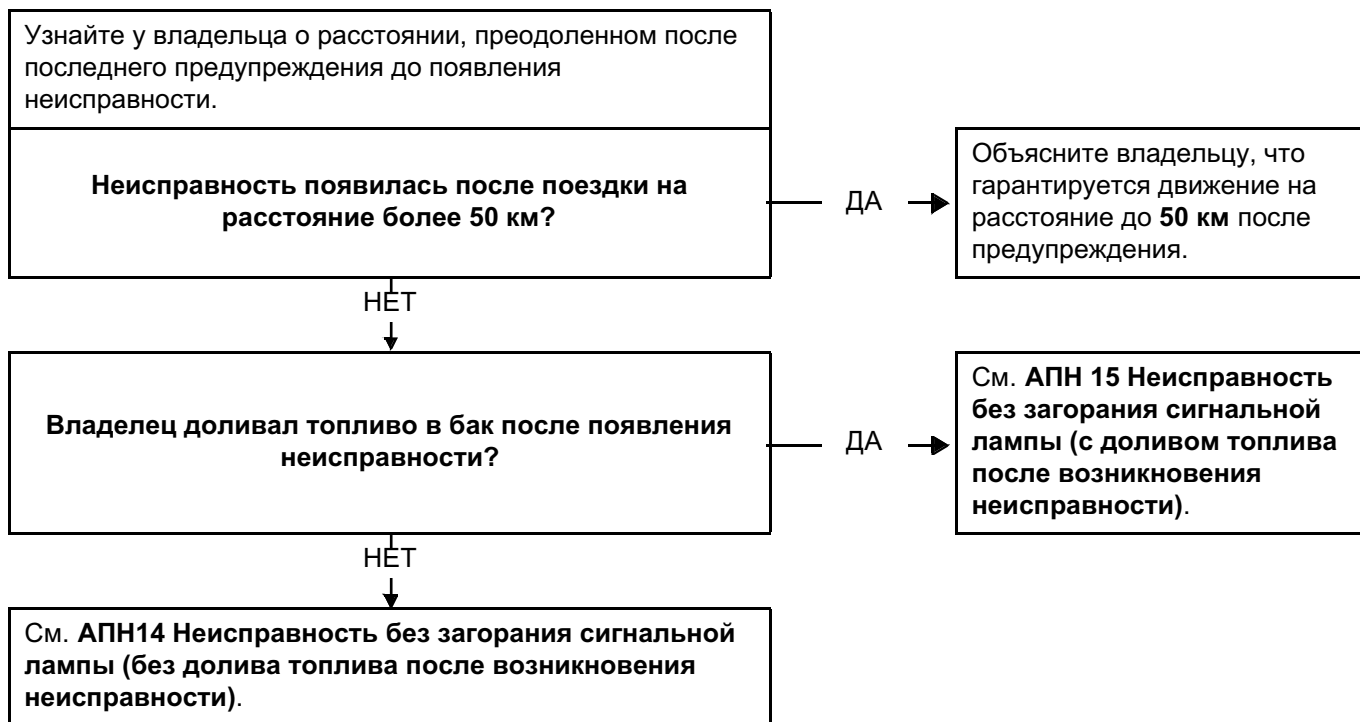 Узнайте у владельца о расстоянии, преодоленном после
последнего предупреждения до появления
неисправности.
Неисправность появилась после поездки на
расстояние более 50 км?
ДА
Объясните владельцу, что
гарантируется движение на
расстояние до 50 км после
предупреждения.
НЕТ
Владелец доливал топливо в бак после появления
неисправности?
ДА
См. АПН 15 Неисправность
без загорания сигнальной
лампы (с доливом топлива
после возникновения
неисправности).
НЕТ
См. АПН14 Неисправность без загорания сигнальной
лампы (без долива топлива после возникновения
неисправности).